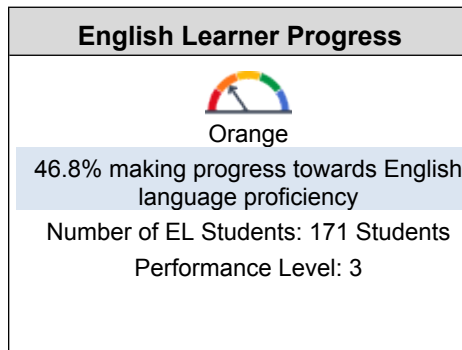 English Learner Progress
Orange
46.8% making progress towards English
language proficiency
Number of EL Students: 171 Students
Performance Level: 3